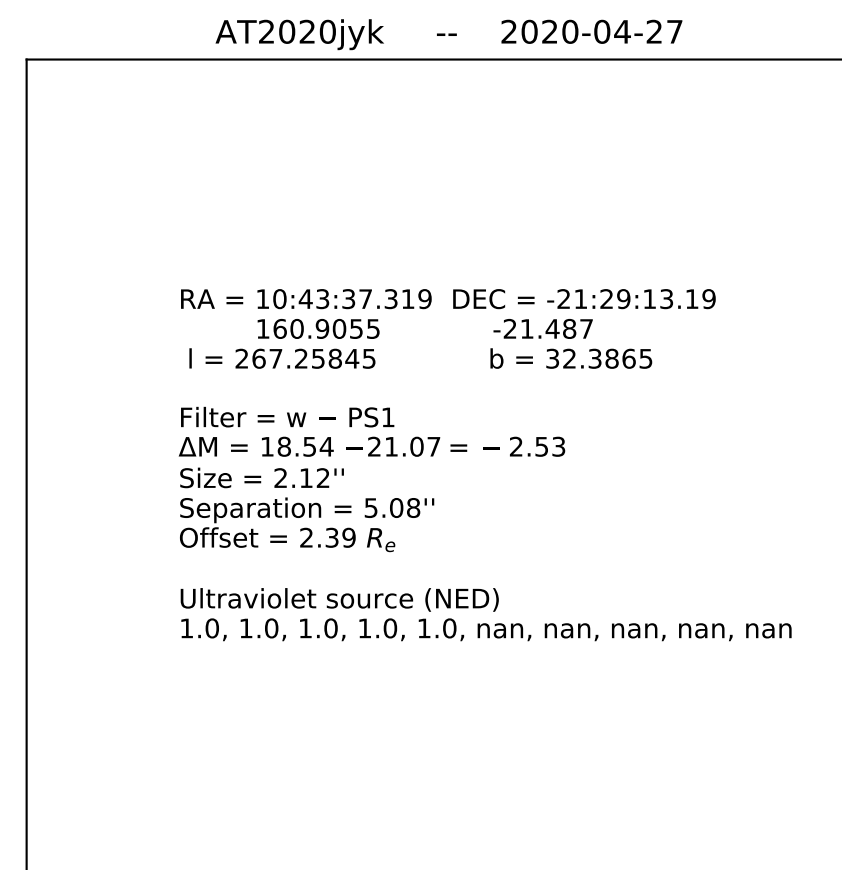 AT2020jyk -- 2020-04-27
RA = 10:43:37.319 DEC = -21:29:13.19
160.9055 -21.487
l = 267.25845 b = 32.3865
Filter = w − PS1
ΔM = 18.54 −21.07 = − 2.53
Size = 2.12''
Separation = 5.08''
Offset = 2.39 Re
Ultraviolet source (NED)
1.0, 1.0, 1.0, 1.0, 1.0, nan, nan, nan, nan, nan